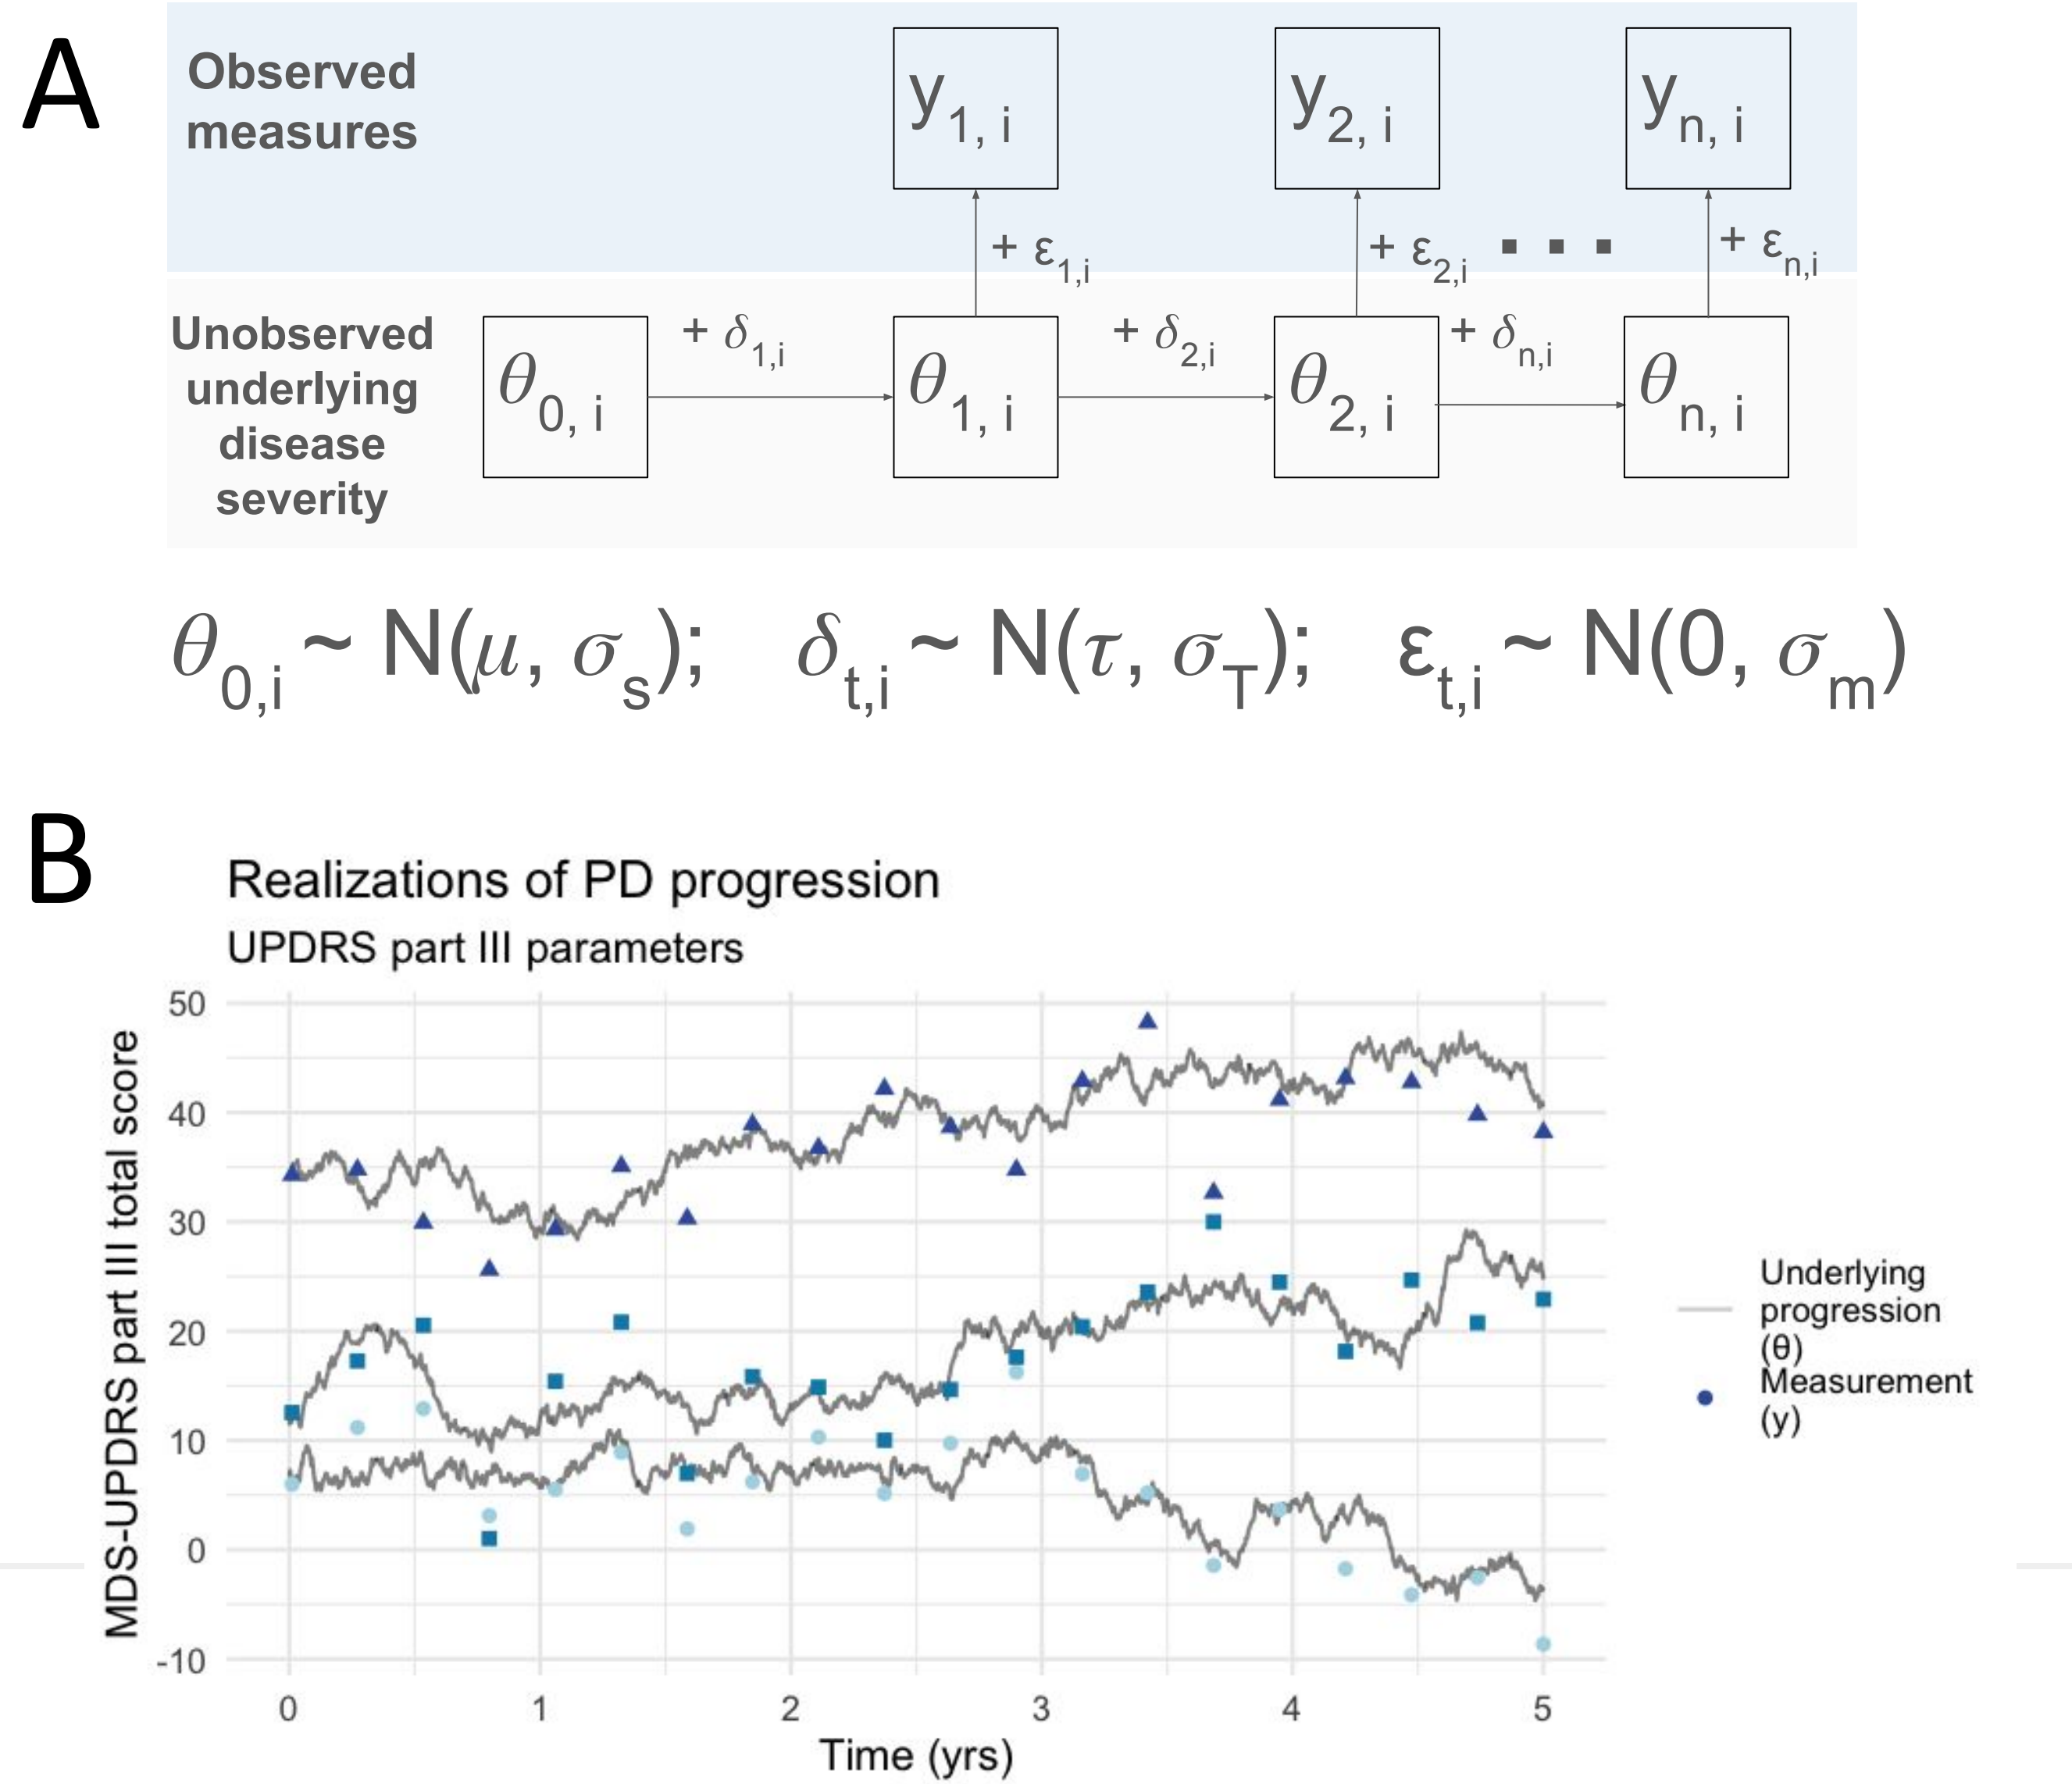 A
Observed
measures
y1, i
y2, i
yn, i
+ ε1,i
+ ε2,i
+ εn,i
Unobserved
underlying
disease
severity
θ0, i
+ δ1,i
θ1, i
+ δ2,i
θ2, i
+ δn,i
θn, i
θ0,i ~ N(μ, σs); δt,i ~ N(τ, σT); εt,i ~ N(0, σm)
B
Realizations of PD progression
UPDRS part III parameters
MDS-UPDRS part III total score
50
40
30
20
10
0
-10
0 1 2 3 4 5
Time (yrs)
Underlying
progression
(θ)
Measurement
(y)